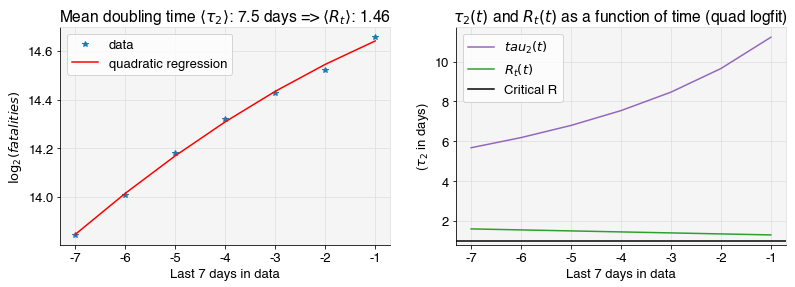 Mean doubling time ⟨τ₂⟩: 7.5 days => ⟨Rₜ⟩: 1.46
data
quadratic regression
log₂(fatalities)
14.6
14.4
14.2
14.0
-7 -6 -5 -4 -3 -2 -1
Last 7 days in data
τ₂(t) and Rₜ(t) as a function of time (quad logfit)
tau₂(t)
Rₜ(t)
Critical R
(τ₂ in days)
10
8
6
4
2
-7 -6 -5 -4 -3 -2 -1
Last 7 days in data